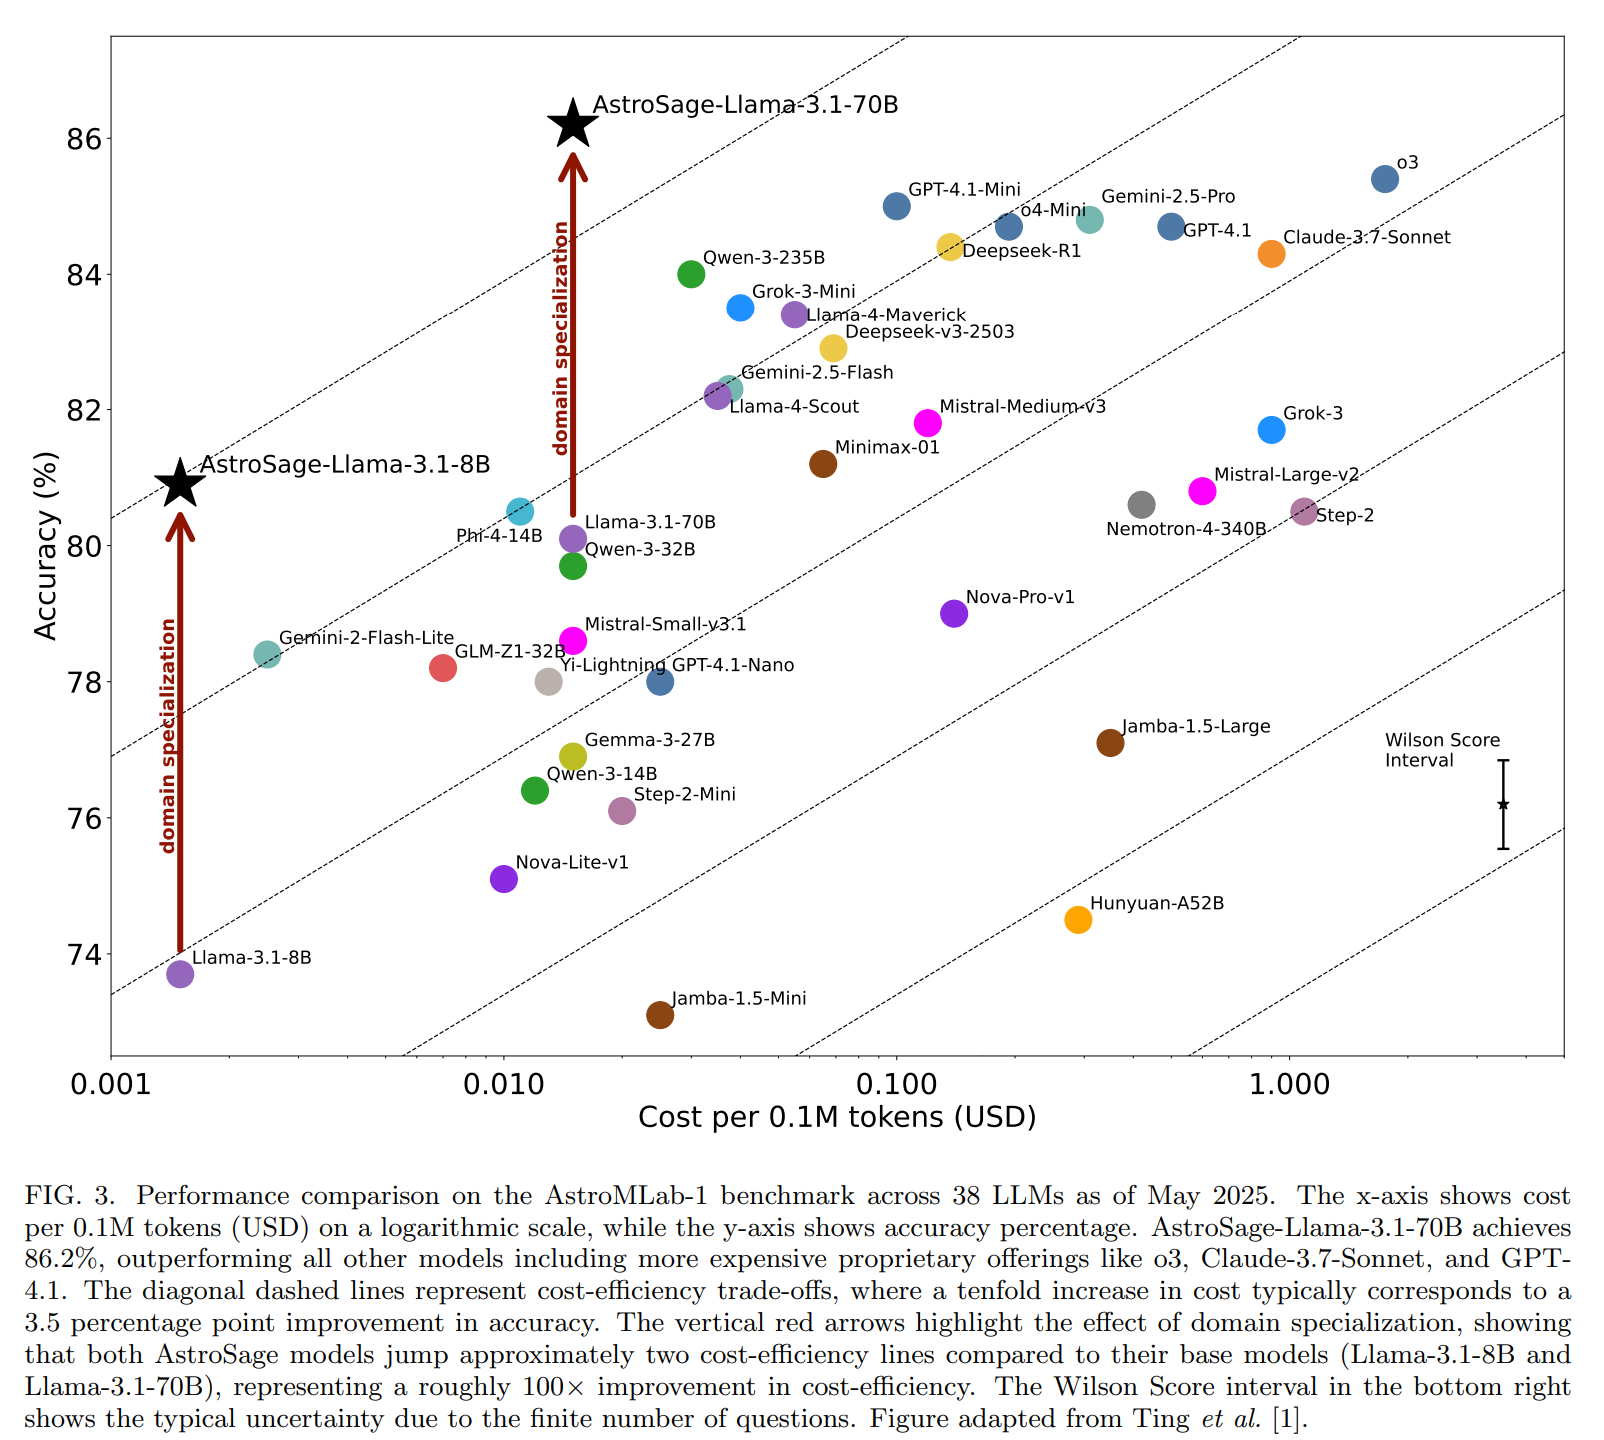 AstroSage-Llama-3.1-70B
o3
GPT-4.1-Mini
Gemini-2.5-Pro
o4-Mini
GPT-4.1
Claude-3.7-Sonnet
Deepseek-R1
Qwen-3-235B
Grok-3-Mini
Llama-4-Maverick
Deepseek-v3-2503
Gemini-2.5-Flash
Llama-4-Scout
Mistral-Medium-v3
Grok-3
Minimax-01
AstroSage-Llama-3.1-8B
Mistral-Large-v2
Nemotron-4-340B
Step-2
Phi-4-14B
Llama-3.1-70B
Qwen-3-32B
Nova-Pro-v1
Mistral-Small-v3.1
Gemini-2-Flash-Lite
GLM-Z1-32B
Yi-Lightning
GPT-4.1-Nano
Gemma-3-27B
Jamba-1.5-Large
Qwen-3-14B
Step-2-Mini
Nova-Lite-v1
Hunyuan-A52B
Llama-3.1-8B
Jamba-1.5-Mini
domain specialization
domain specialization
Wilson Score
Interval
86
84
82
80
78
76
74
Accuracy (%)
0.001
0.010
0.100
1.000
Cost per 0.1M tokens (USD)
FIG. 3. Performance comparison on the AstroMLab-1 benchmark across 38 LLMs as of May 2025. The x-axis shows cost
per 0.1M tokens (USD) on a logarithmic scale, while the y-axis shows accuracy percentage. AstroSage-Llama-3.1-70B achieves
86.2%, outperforming all other models including more expensive proprietary offerings like o3, Claude-3.7-Sonnet, and GPT-
4.1. The diagonal dashed lines represent cost-efficiency trade-offs, where a tenfold increase in cost typically corresponds to a
3.5 percentage point improvement in accuracy. The vertical red arrows highlight the effect of domain specialization, showing
that both AstroSage models jump approximately two cost-efficiency lines compared to their base models (Llama-3.1-8B and
Llama-3.1-70B), representing a roughly 100× improvement in cost-efficiency. The Wilson Score interval in the bottom right
shows the typical uncertainty due to the finite number of questions. Figure adapted from Ting et al. [1].